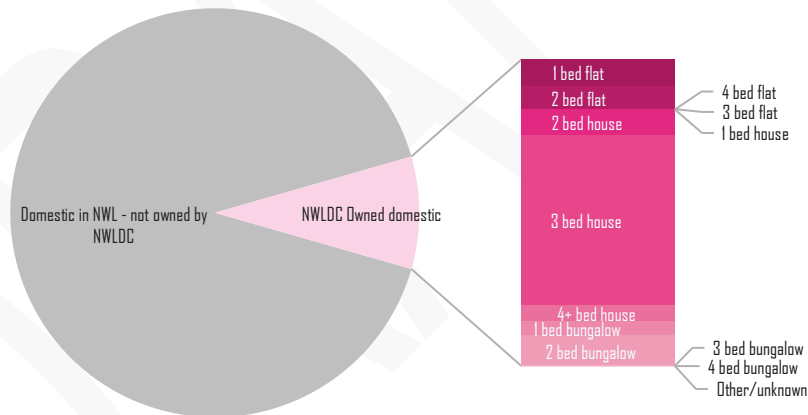 Domestic in NWL - not owned by
NWLDC
NWLDC Owned domestic
1 bed flat
2 bed flat
2 bed house
3 bed house
4+ bed house
1 bed bungalow
2 bed bungalow
4 bed flat
3 bed flat
1 bed house
3 bed bungalow
4 bed bungalow
Other/unknown